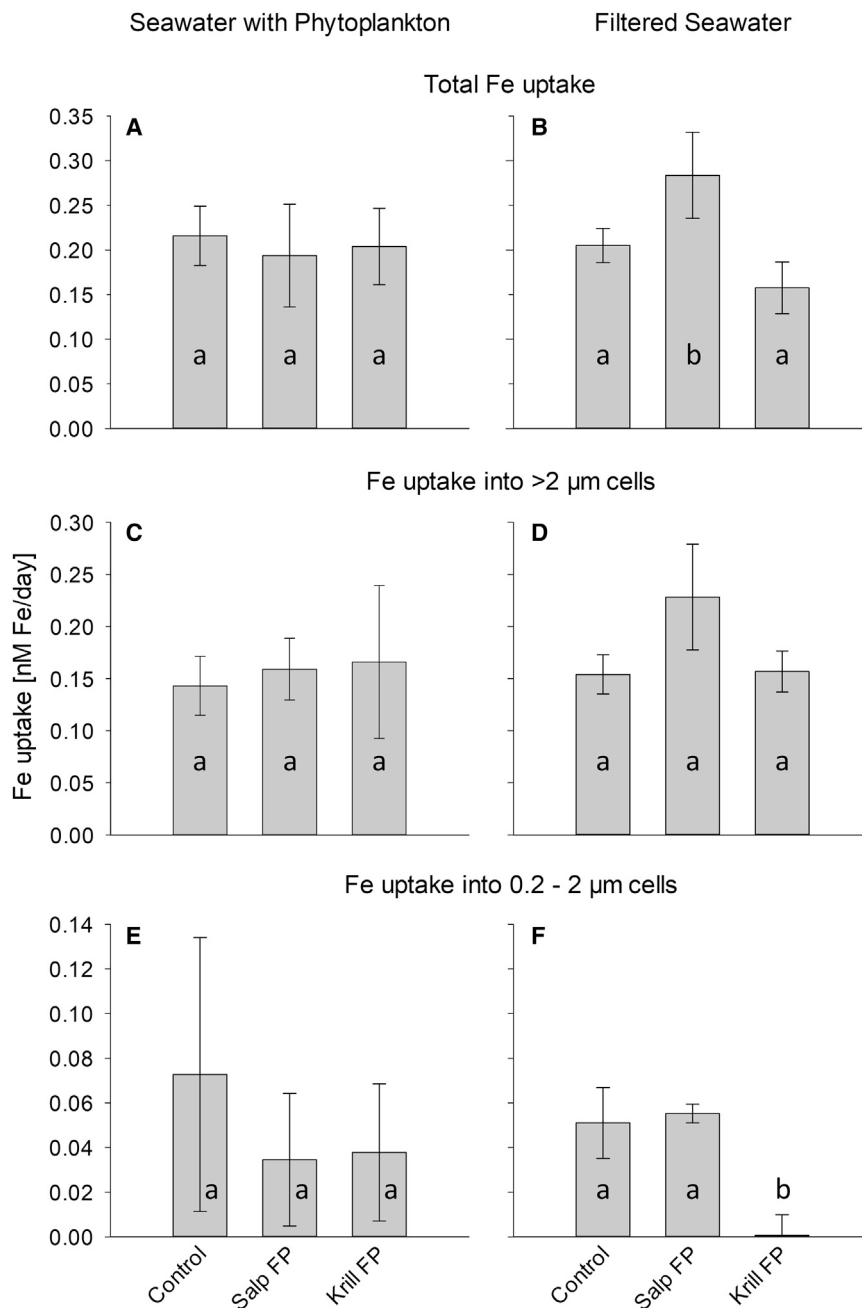 Seawater with Phytoplankton Filtered Seawater
Total Fe uptake
A B
0.35
0.30
0.25
0.20
0.15
0.10
0.05
0.00
a a a a b a
Fe uptake into >2 µm cells
C D
0.30
0.25
0.20
0.15
0.10
0.05
0.00
a a a a a a
Fe uptake [nM Fe/day]
Fe uptake into 0.2 - 2 µm cells
E F
0.14
0.12
0.10
0.08
0.06
0.04
0.02
0.00
a a a a a b
Control Salp FP Krill FP Control Salp FP Krill FP